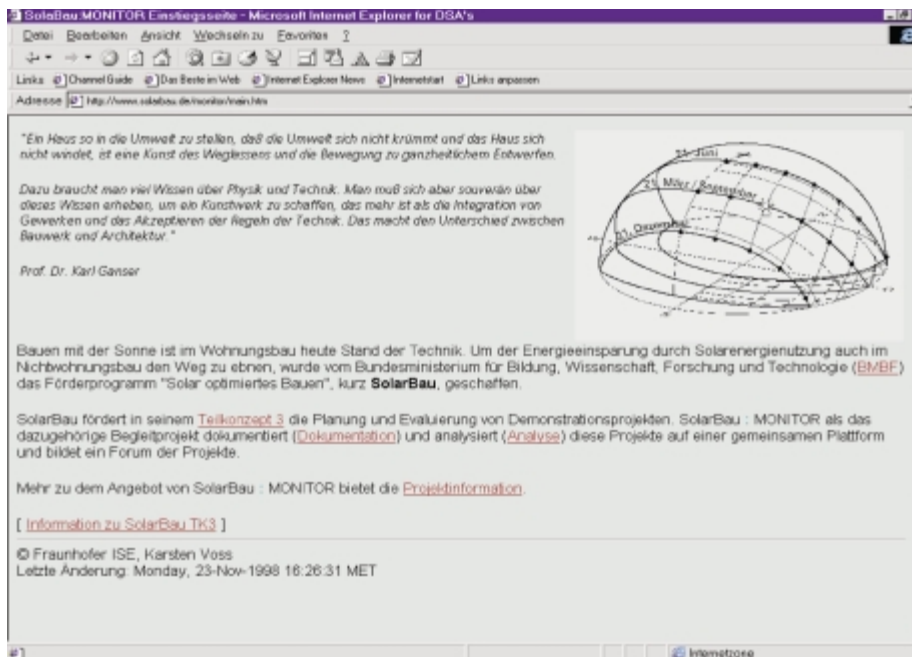 SolaBau:MONITOR Einstiegsseite - Microsoft Internet Explorer for DSA's
Datei Bearbeiten Ansicht Wechseln zu Favoriten ?
Links Channel Guide Das Beste im Web Internet Explorer News Internetstart Links anpassen
Adresse http://www.solarbau.de/monitor/main.htm
"Ein Haus so in die Umwelt zu stellen, daß die Umwelt sich nicht krümmt und das Haus sich
nicht windet, ist eine Kunst des Weglassens und die Bewegung zu ganzheitlichem Entwerfen.
Dazu braucht man viel Wissen über Physik und Technik. Man muß sich aber souverän über
dieses Wissen erheben, um ein Kunstwerk zu schaffen, das mehr ist als die Integration von
Gewerken und das Akzeptieren der Regeln der Technik. Das macht den Unterschied zwischen
Bauwerk und Architektur."
Prof. Dr. Karl Ganser
21. Juni
21. März / September
21. Dezember
Bauen mit der Sonne ist im Wohnungsbau heute Stand der Technik. Um der Energieeinsparung durch Solarenergienutzung auch im
Nichtwohnungsbau den Weg zu ebnen, wurde vom Bundesministerium für Bildung, Wissenschaft, Forschung und Technologie (BMBF)
das Förderprogramm "Solar optimiertes Bauen", kurz SolarBau, geschaffen.
SolarBau fördert in seinem Teilkonzept 3 die Planung und Evaluierung von Demonstrationsprojekten. SolarBau : MONITOR als das
dazugehörige Begleitprojekt dokumentiert (Dokumentation) und analysiert (Analyse) diese Projekte auf einer gemeinsamen Plattform
und bildet ein Forum der Projekte.
Mehr zu dem Angebot von SolarBau : MONITOR bietet die Projektinformation.
[ Information zu SolarBau TK3 ]
© Fraunhofer ISE, Karsten Voss
Letzte Änderung: Monday, 23-Nov-1998 16:26:31 MET
Internetzone